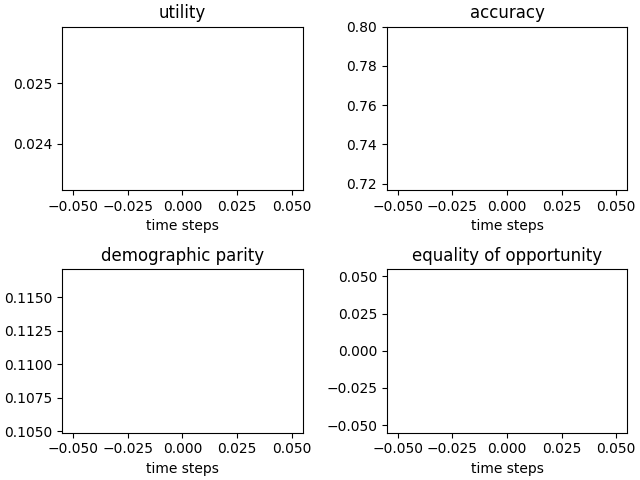 utility
0.025
0.024
−0.050 −0.025 0.000 0.025 0.050
time steps
accuracy
0.80
0.78
0.76
0.74
0.72
−0.050 −0.025 0.000 0.025 0.050
time steps
demographic parity
0.1150
0.1125
0.1100
0.1075
0.1050
−0.050 −0.025 0.000 0.025 0.050
time steps
equality of opportunity
0.050
0.025
0.000
−0.025
−0.050
−0.050 −0.025 0.000 0.025 0.050
time steps